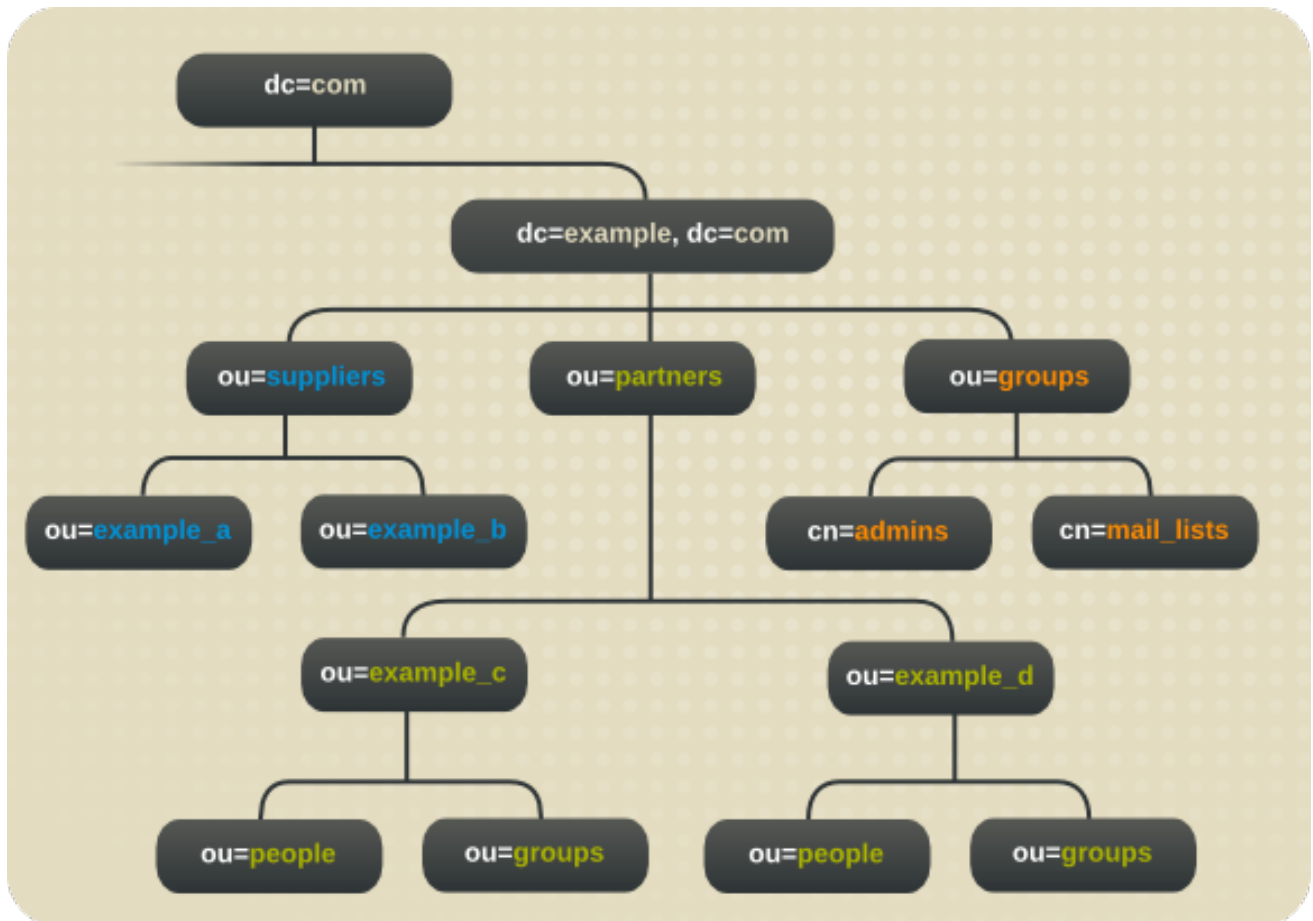 dc=com
dc=example, dc=com
ou=suppliers
ou=partners
ou=groups
ou=example_a
ou=example_b
cn=admins
cn=mail_lists
ou=example_c
ou=example_d
ou=people
ou=groups
ou=people
ou=groups